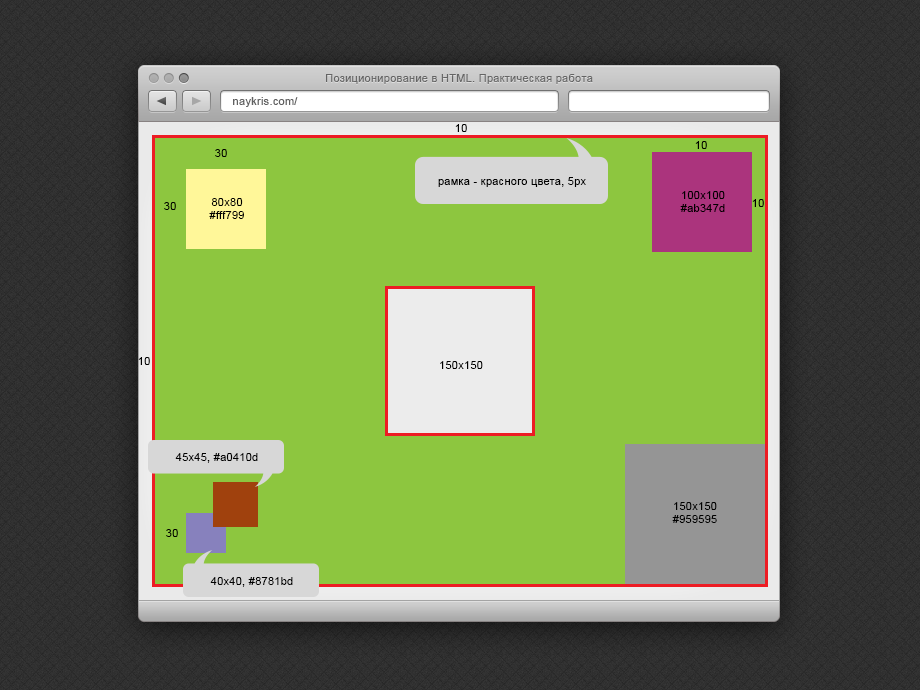 Позиционирование в HTML. Практическая работа
naykris.com/
10
30
10
30
80x80
#fff799
рамка - красного цвета, 5px
100x100
#ab347d
10
150x150
10
45x45, #a0410d
150x150
#959595
30
40x40, #8781bd